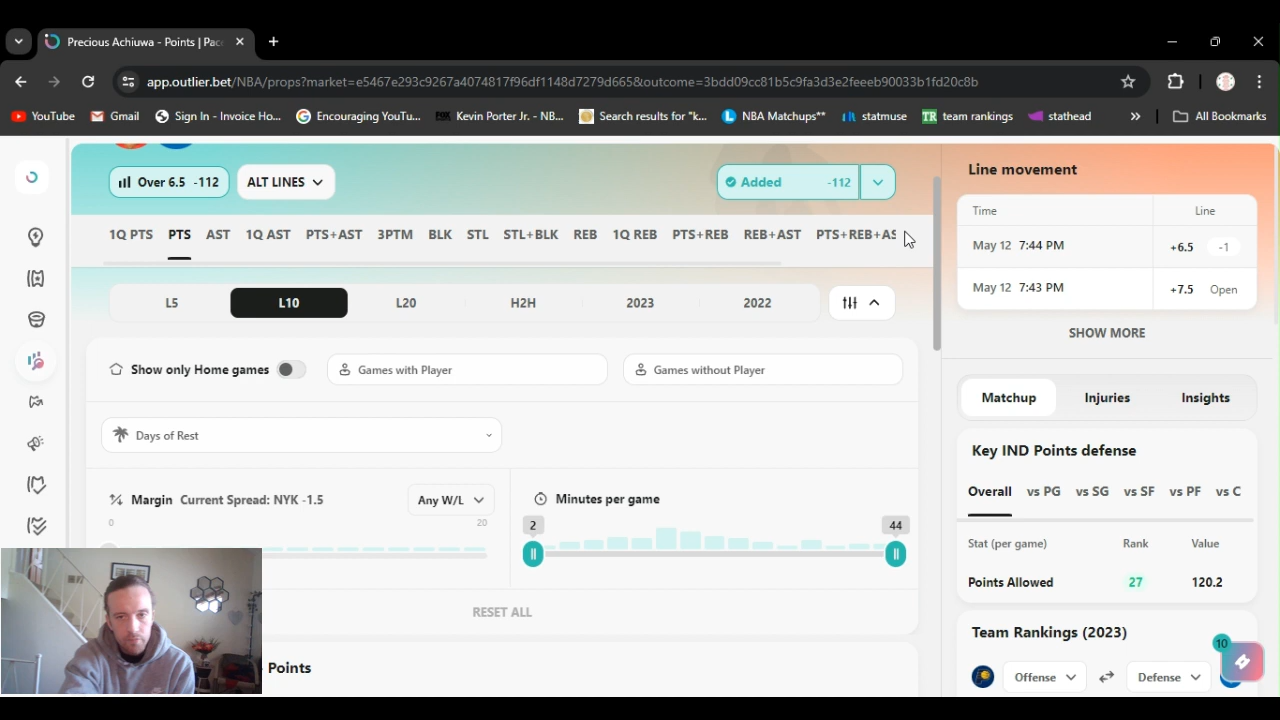 Precious Achiuwa - Points | Pac
app.outlier.bet/NBA/props?market=e5467e293c9267a4074817f96df1148d7279d665&outcome=3bdd09cc81b5c9fa3d3e2feeeb90033b1fd20c8b
YouTube Gmail Sign In - Invoice Ho... Encouraging YouTu... FOX Kevin Porter Jr. - NB... Search results for "k... NBA Matchups** statmuse TR team rankings stathead » All Bookmarks
Over 6.5 -112 ALT LINES Added -112
1Q PTS PTS AST 1Q AST PTS+AST 3PTM BLK STL STL+BLK REB 1Q REB PTS+REB REB+AST PTS+REB+AS
L5 L10 L20 H2H 2023 2022
Show only Home games Games with Player Games without Player
Days of Rest
Margin Current Spread: NYK -1.5 Any W/L
0 20
Minutes per game
2 44
RESET ALL
Points
Line movement
Time Line
May 12 7:44 PM +6.5 -1
May 12 7:43 PM +7.5 Open
SHOW MORE
Matchup Injuries Insights
Key IND Points defense
Overall vs PG vs SG vs SF vs PF vs C
Stat (per game) Rank Value
Points Allowed 27 120.2
Team Rankings (2023)
10
Offense Defense